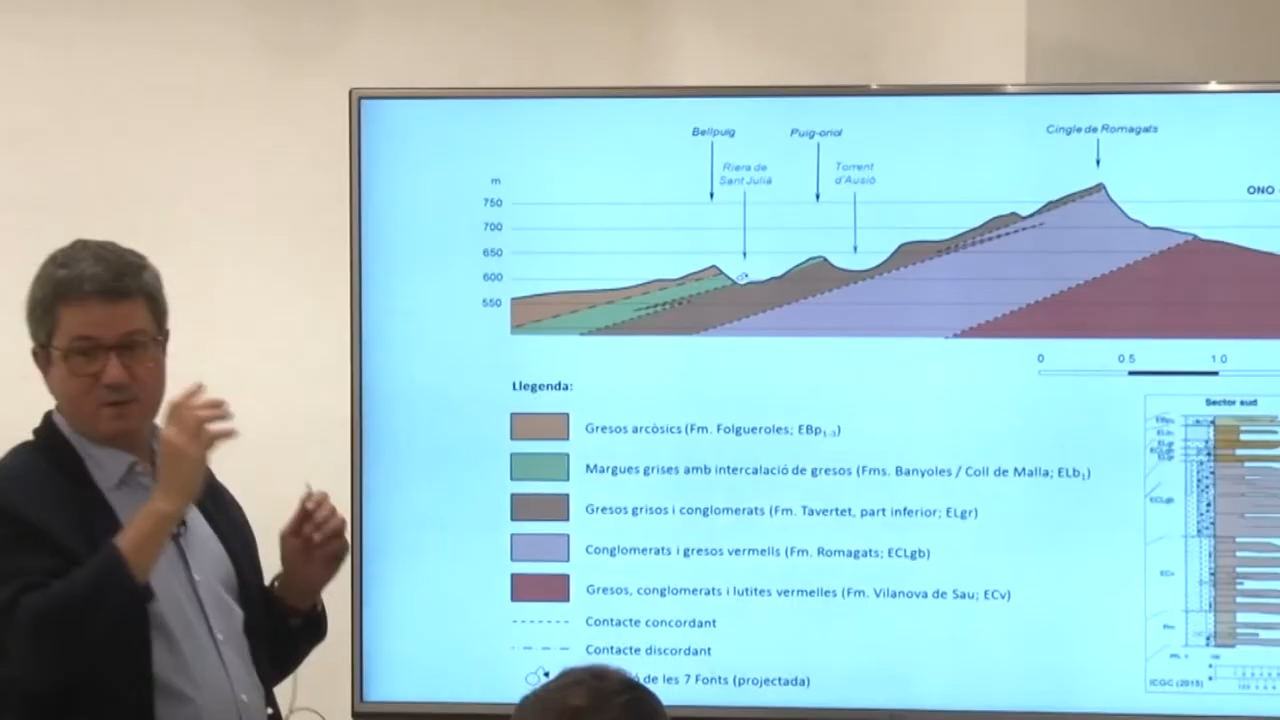 Bellpuig
Puig-oriol
Cingle de Romagats
Riera de
Sant Julià
Torrent
d'Ausió
m
ONO
750
700
650
600
550
0 0.5 1.0
Llegenda:
Sector sud
Gresos arcòsics (Fm. Folgueroles; EBp1-3)
Margues grises amb intercalació de gresos (Fms. Banyoles / Coll de Malla; ELb1)
Gresos grisos i conglomerats (Fm. Tavertet, part inferior; ELgr)
Conglomerats i gresos vermells (Fm. Romagats; ECLgb)
Gresos, conglomerats i lutites vermelles (Fm. Vilanova de Sau; ECv)
Contacte concordant
Contacte discordant
de les 7 Fonts (projectada)
ECLgb
ECv
ICGC (2015)